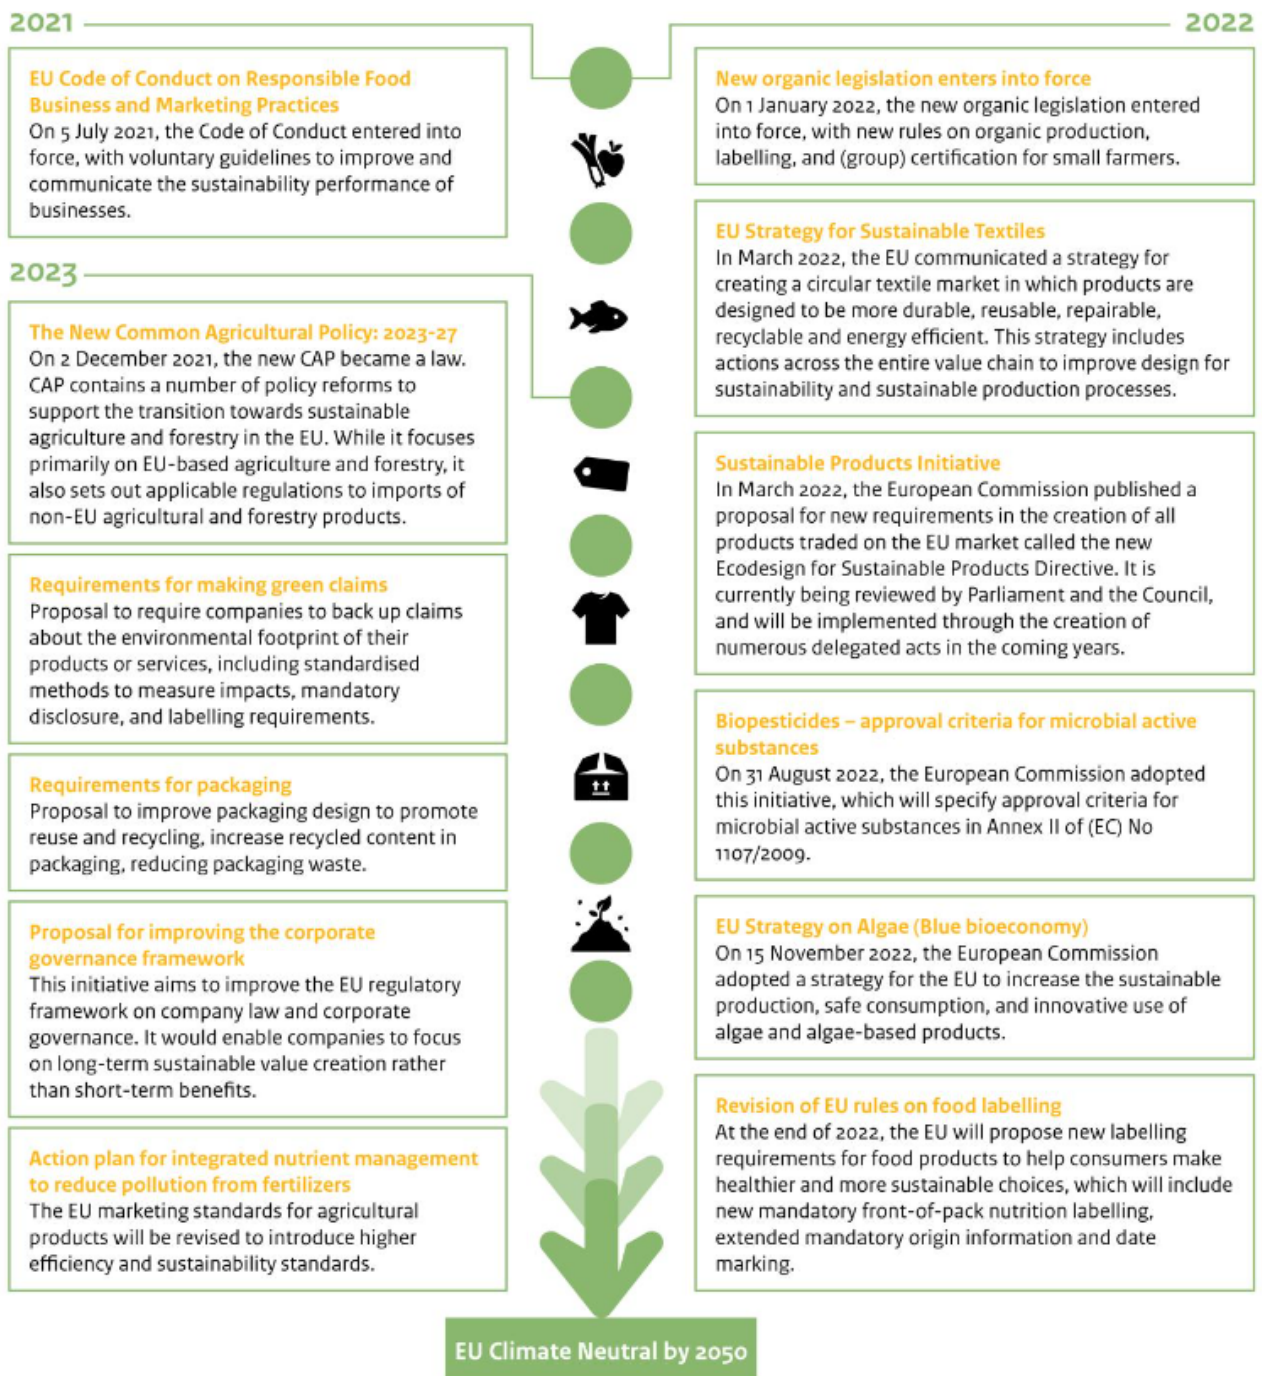 2021
EU Code of Conduct on Responsible Food
Business and Marketing Practices
On 5 July 2021, the Code of Conduct entered into
force, with voluntary guidelines to improve and
communicate the sustainability performance of
businesses.
2022
New organic legislation enters into force
On 1 January 2022, the new organic legislation entered
into force, with new rules on organic production,
labelling, and (group) certification for small farmers.
EU Strategy for Sustainable Textiles
In March 2022, the EU communicated a strategy for
creating a circular textile market in which products are
designed to be more durable, reusable, repairable,
recyclable and energy efficient. This strategy includes
actions across the entire value chain to improve design for
sustainability and sustainable production processes.
Sustainable Products Initiative
In March 2022, the European Commission published a
proposal for new requirements in the creation of all
products traded on the EU market called the new
Ecodesign for Sustainable Products Directive. It is
currently being reviewed by Parliament and the Council,
and will be implemented through the creation of
numerous delegated acts in the coming years.
Biopesticides – approval criteria for microbial active
substances
On 31 August 2022, the European Commission adopted
this initiative, which will specify approval criteria for
microbial active substances in Annex II of (EC) No
1107/2009.
EU Strategy on Algae (Blue bioeconomy)
On 15 November 2022, the European Commission
adopted a strategy for the EU to increase the sustainable
production, safe consumption, and innovative use of
algae and algae-based products.
Revision of EU rules on food labelling
At the end of 2022, the EU will propose new labelling
requirements for food products to help consumers make
healthier and more sustainable choices, which will include
new mandatory front-of-pack nutrition labelling,
extended mandatory origin information and date
marking.
2023
The New Common Agricultural Policy: 2023-27
On 2 December 2021, the new CAP became a law.
CAP contains a number of policy reforms to
support the transition towards sustainable
agriculture and forestry in the EU. While it focuses
primarily on EU-based agriculture and forestry, it
also sets out applicable regulations to imports of
non-EU agricultural and forestry products.
Requirements for making green claims
Proposal to require companies to back up claims
about the environmental footprint of their
products or services, including standardised
methods to measure impacts, mandatory
disclosure, and labelling requirements.
Requirements for packaging
Proposal to improve packaging design to promote
reuse and recycling, increase recycled content in
packaging, reducing packaging waste.
Proposal for improving the corporate
governance framework
This initiative aims to improve the EU regulatory
framework on company law and corporate
governance. It would enable companies to focus
on long-term sustainable value creation rather
than short-term benefits.
Action plan for integrated nutrient management
to reduce pollution from fertilizers
The EU marketing standards for agricultural
products will be revised to introduce higher
efficiency and sustainability standards.
EU Climate Neutral by 2050